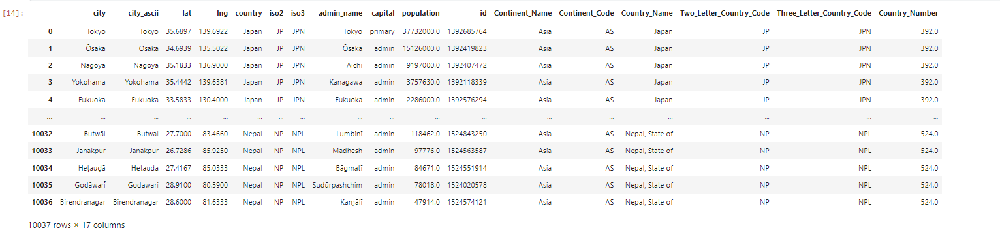 [14]: city city_ascii lat lng country iso2 iso3 admin_name capital population id Continent_Name Continent_Code Country_Name Two_Letter_Country_Code Three_Letter_Country_Code Country_Number
0 Tokyo Tokyo 35.6897 139.6922 Japan JP JPN Tōkyō primary 37732000.0 1392685764 Asia AS Japan JP JPN 392.0
1 Ōsaka Osaka 34.6939 135.5022 Japan JP JPN Ōsaka admin 15126000.0 1392419823 Asia AS Japan JP JPN 392.0
2 Nagoya Nagoya 35.1833 136.9000 Japan JP JPN Aichi admin 9197000.0 1392407472 Asia AS Japan JP JPN 392.0
3 Yokohama Yokohama 35.4442 139.6381 Japan JP JPN Kanagawa admin 3757630.0 1392118339 Asia AS Japan JP JPN 392.0
4 Fukuoka Fukuoka 33.5833 130.4000 Japan JP JPN Fukuoka admin 2286000.0 1392576294 Asia AS Japan JP JPN 392.0
... ... ... ... ... ... ... ... ... ... ... ... ... ... ... ... ... ...
10032 Butwāl Butwal 27.7000 83.4660 Nepal NP NPL Lumbinī admin 118462.0 1524843250 Asia AS Nepal, State of NP NPL 524.0
10033 Janakpur Janakpur 26.7286 85.9250 Nepal NP NPL Madhesh admin 97776.0 1524563587 Asia AS Nepal, State of NP NPL 524.0
10034 Heṭauḍā Hetauda 27.4167 85.0333 Nepal NP NPL Bāgmatī admin 84671.0 1524551914 Asia AS Nepal, State of NP NPL 524.0
10035 Godāwarī̄ Godawari 28.9100 80.5900 Nepal NP NPL Sudūrpashchim admin 78018.0 1524020578 Asia AS Nepal, State of NP NPL 524.0
10036 Birendranagar Birendranagar 28.6000 81.6333 Nepal NP NPL Karṇālī admin 47914.0 1524574121 Asia AS Nepal, State of NP NPL 524.0
10037 rows × 17 columns